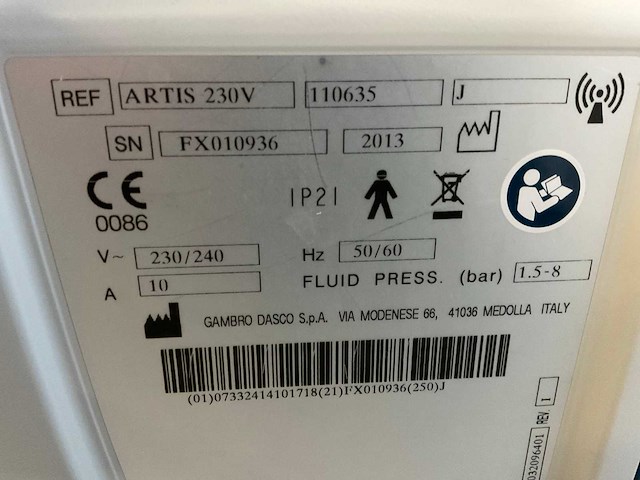 REF ARTIS 230V 110635 J
SN FX010936 2013
CE 0086 IP21
V~ 230/240 Hz 50/60
A 10 FLUID PRESS. (bar) 1.5-8
GAMBRO DASCO S.p.A. VIA MODENESE 66, 41036 MEDOLLA ITALY
(01)07332414101718(21)FX010936(250)J
032096401 REV. 1